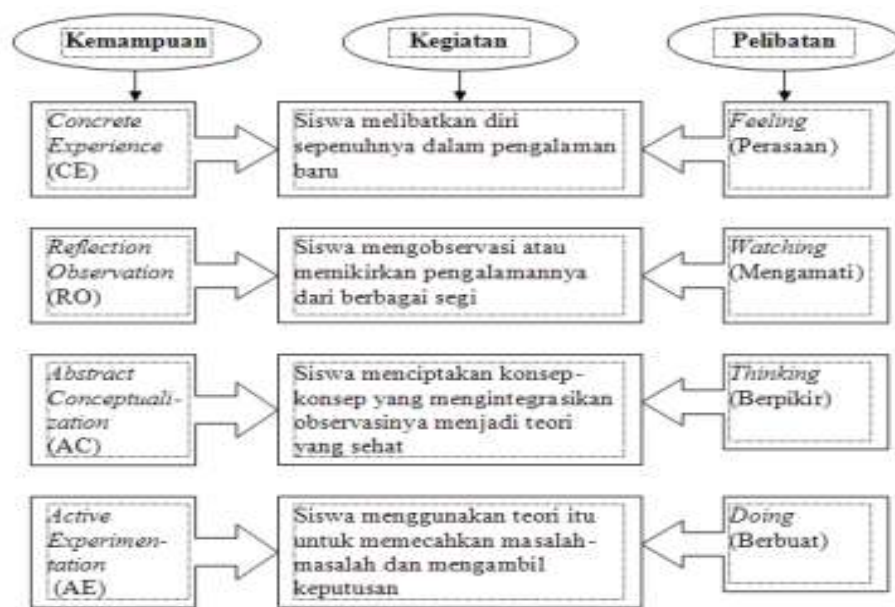 Kemampuan
Kegiatan
Pelibatan
Concrete
Experience
(CE)
Siswa melibatkan diri
sepenuhnya dalam pengalaman
baru
Feeling
(Perasaan)
Reflection
Observation
(RO)
Siswa mengobservasi atau
memikirkan pengalamannya
dari berbagai segi
Watching
(Mengamati)
Abstract
Conceptuali-
zation
(AC)
Siswa menciptakan konsep-
konsep yang mengintegrasikan
observasinya menjadi teori
yang sehat
Thinking
(Berpikir)
Active
Experimen-
tation
(AE)
Siswa menggunakan teori itu
untuk memecahkan masalah-
masalah dan mengambil
keputusan
Doing
(Berbuat)